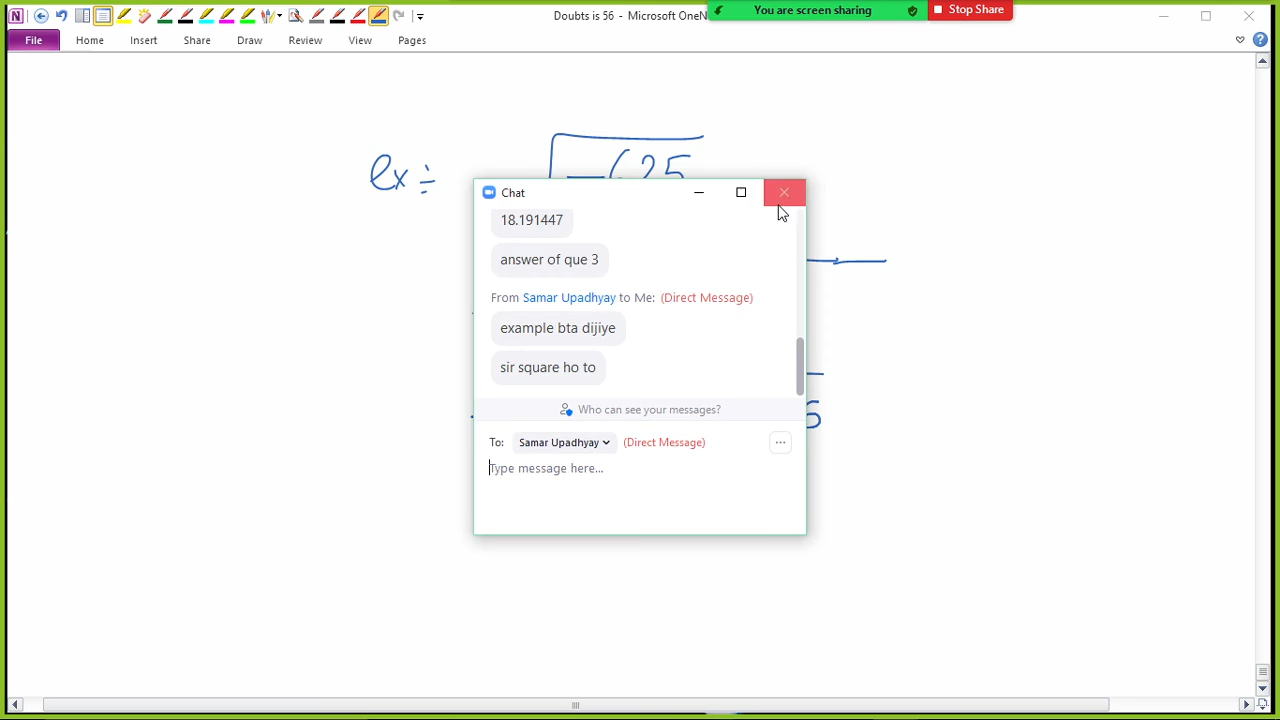 Doubts is 56 - Microsoft OneN
You are screen sharing
Stop Share
File Home Insert Share Draw Review View Pages
ex ÷ 
Chat
18.191447
answer of que 3
From Samar Upadhyay to Me: (Direct Message)
example bta dijiye
sir square ho to
Who can see your messages?
To: Samar Upadhyay (Direct Message)
Type message here...